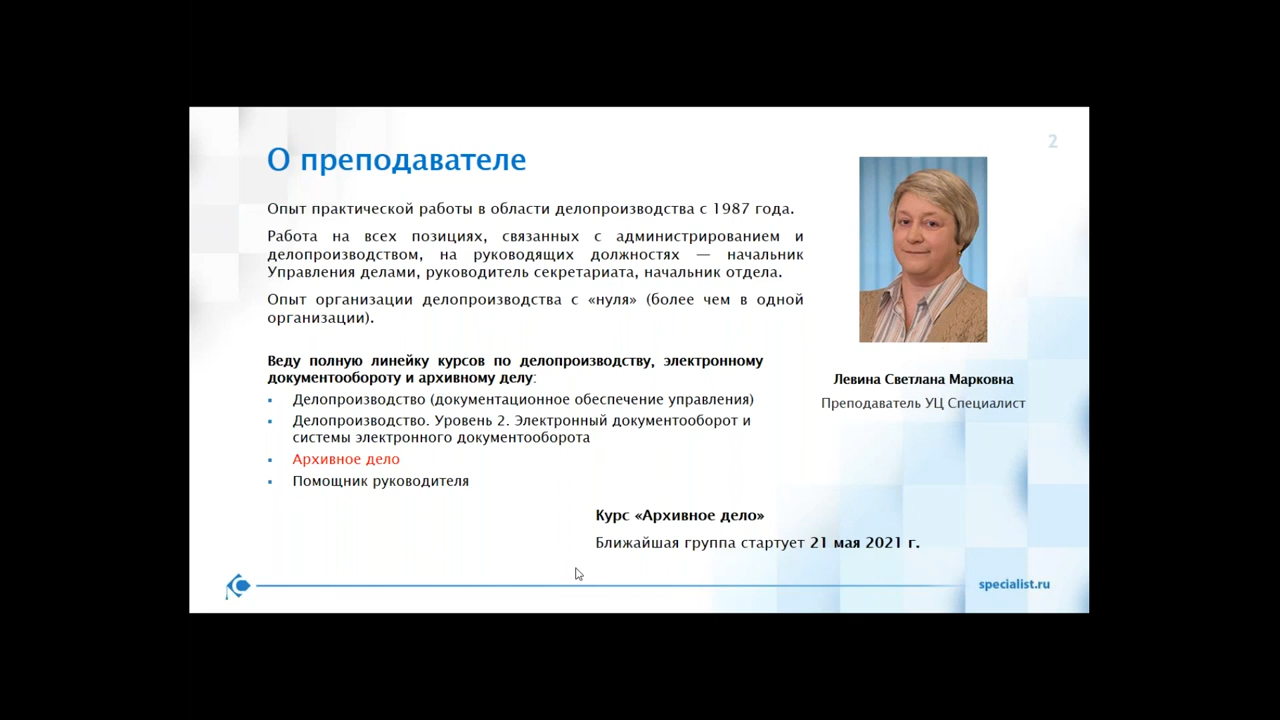 2
О преподавателе
Опыт практической работы в области делопроизводства с 1987 года.
Работа на всех позициях, связанных с администрированием и
делопроизводством, на руководящих должностях — начальник
Управления делами, руководитель секретариата, начальник отдела.
Опыт организации делопроизводства с «нуля» (более чем в одной
организации).
Веду полную линейку курсов по делопроизводству, электронному
документообороту и архивному делу:
▪ Делопроизводство (документационное обеспечение управления)
▪ Делопроизводство. Уровень 2. Электронный документооборот и
системы электронного документооборота
▪ Архивное дело
▪ Помощник руководителя
Левина Светлана Марковна
Преподаватель УЦ Специалист
Курс «Архивное дело»
Ближайшая группа стартует 21 мая 2021 г.
specialist.ru